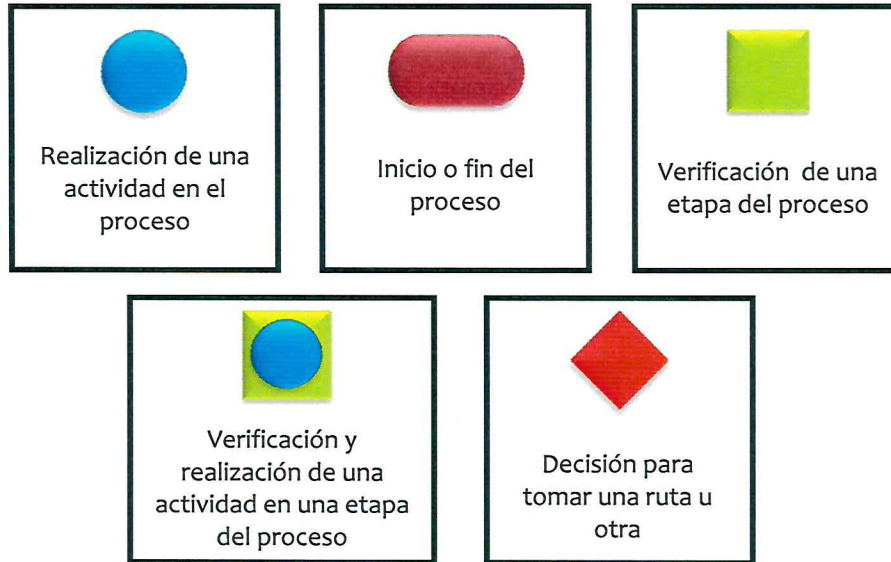 Realización de una
actividad en el
proceso
Inicio o fin del
proceso
Verificación de una
etapa del proceso
Verificación y
realización de una
actividad en una etapa
del proceso
Decisión para
tomar una ruta u
otra